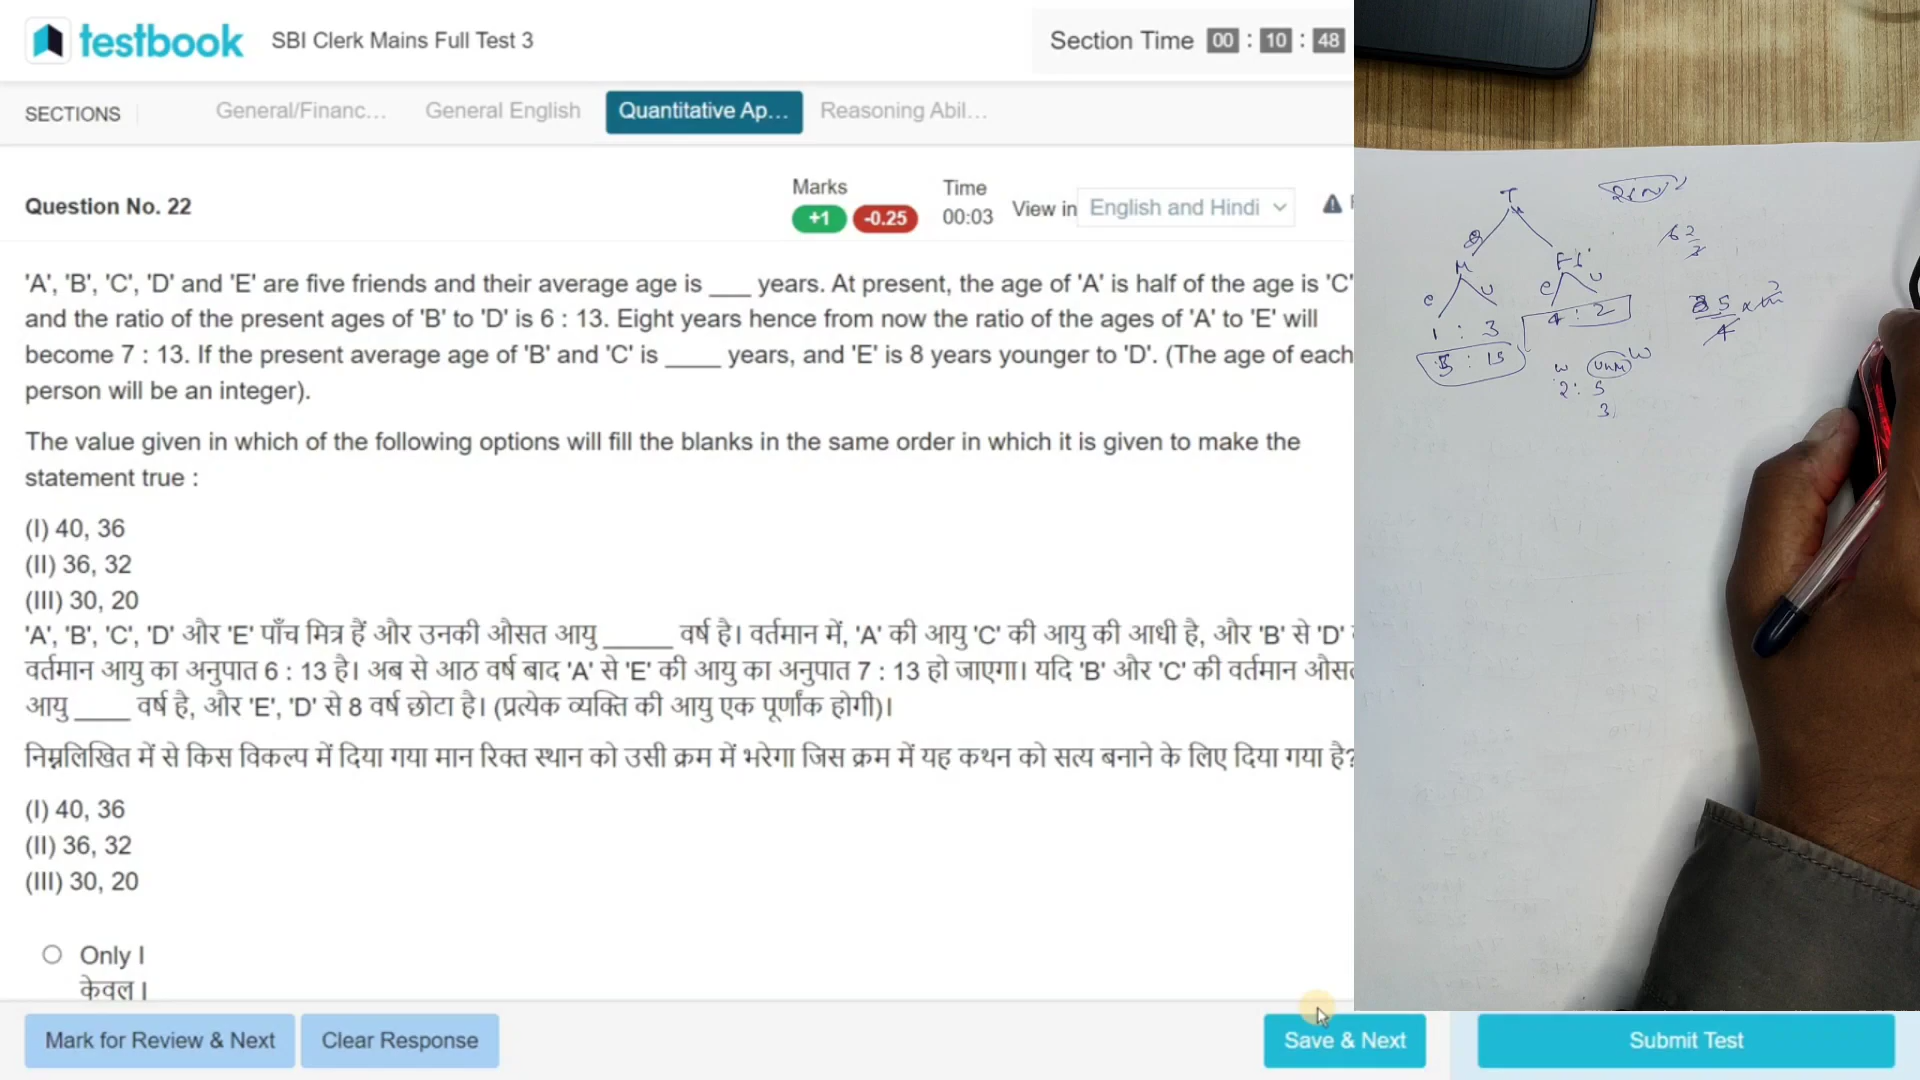 testbook
SBI Clerk Mains Full Test 3
Section Time 00 : 10 : 48
SECTIONS
General/Financ...
General English
Quantitative Ap...
Reasoning Abil...
Question No. 22
Marks
+1 -0.25
Time
00:03
View in English and Hindi
'A', 'B', 'C', 'D' and 'E' are five friends and their average age is ___ years. At present, the age of 'A' is half of the age is 'C'
and the ratio of the present ages of 'B' to 'D' is 6 : 13. Eight years hence from now the ratio of the ages of 'A' to 'E' will
become 7 : 13. If the present average age of 'B' and 'C' is ____ years, and 'E' is 8 years younger to 'D'. (The age of each
person will be an integer).
The value given in which of the following options will fill the blanks in the same order in which it is given to make the
statement true :
(I) 40, 36
(II) 36, 32
(III) 30, 20
'A', 'B', 'C', 'D' और 'E' पाँच मित्र हैं और उनकी औसत आयु _____ वर्ष है। वर्तमान में, 'A' की आयु 'C' की आयु की आधी है, और 'B' से 'D'
वर्तमान आयु का अनुपात 6 : 13 है। अब से आठ वर्ष बाद 'A' से 'E' की आयु का अनुपात 7 : 13 हो जाएगा। यदि 'B' और 'C' की वर्तमान औसत
आयु ____ वर्ष है, और 'E', 'D' से 8 वर्ष छोटा है। (प्रत्येक व्यक्ति की आयु एक पूर्णांक होगी)।
निम्नलिखित में से किस विकल्प में दिया गया मान रिक्त स्थान को उसी क्रम में भरेगा जिस क्रम में यह कथन को सत्य बनाने के लिए दिया गया है?
(I) 40, 36
(II) 36, 32
(III) 30, 20
Only I
केवल I
Mark for Review & Next
Clear Response
Save & Next
Submit Test
M
1 : 3
4 : 2
5 : 15
2 : 5
3